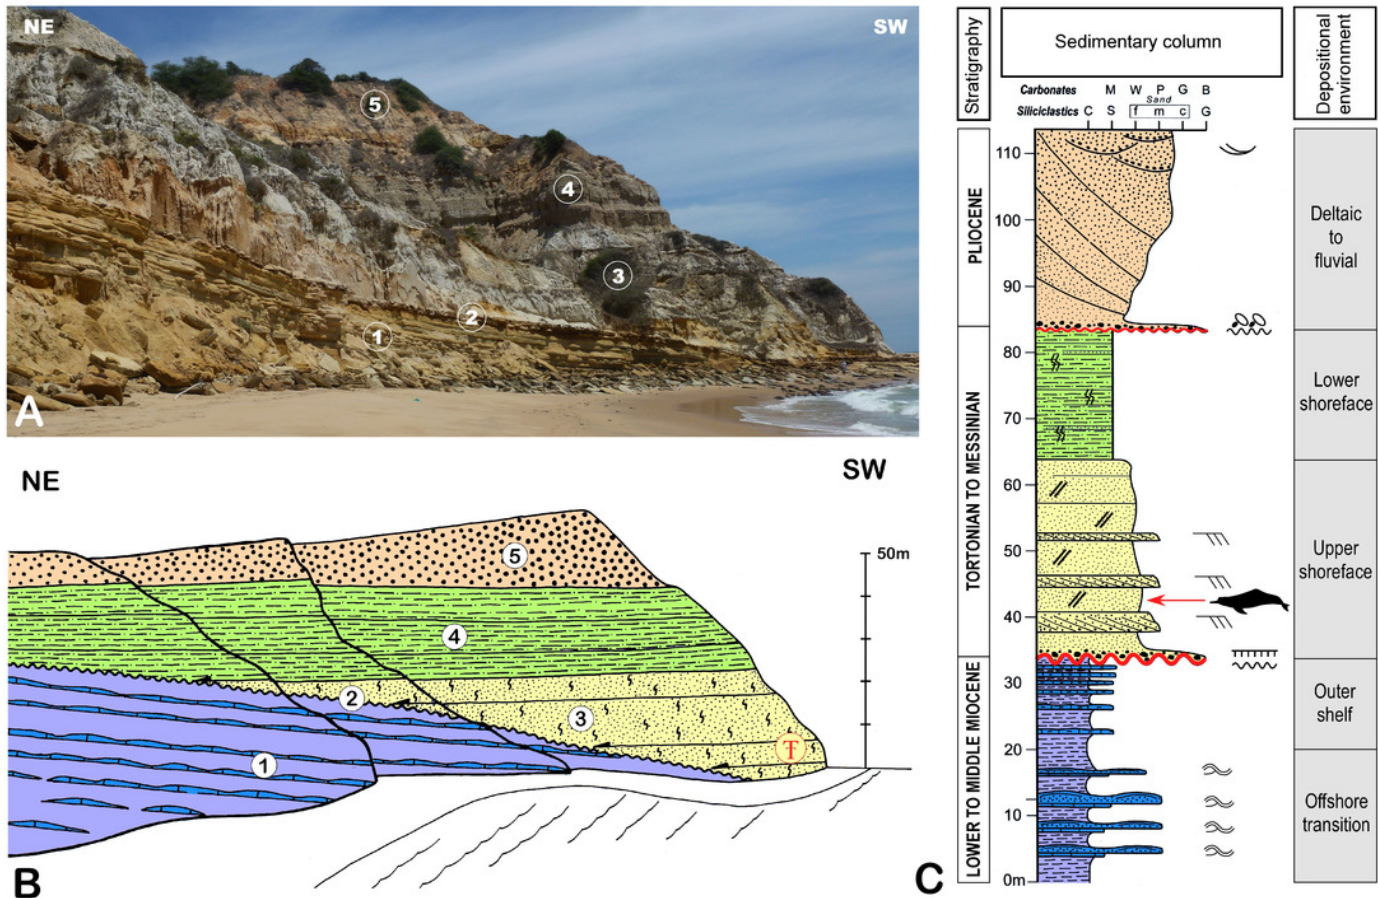 NE
SW
5
4
3
2
1
A
NE
SW
50m
5
4
2
3
1
Ŧ
B
Stratigraphy
Sedimentary column
Depositional
environment
Carbonates M W P G B
Sand
Siliciclastics C S f m c G
PLIOCENE
TORTONIAN TO MESSINIAN
LOWER TO MIDDLE MIOCENE
110
100
90
80
70
60
50
40
30
20
10
0m
Deltaic
to
fluvial
Lower
shoreface
Upper
shoreface
Outer
shelf
Offshore
transition
C